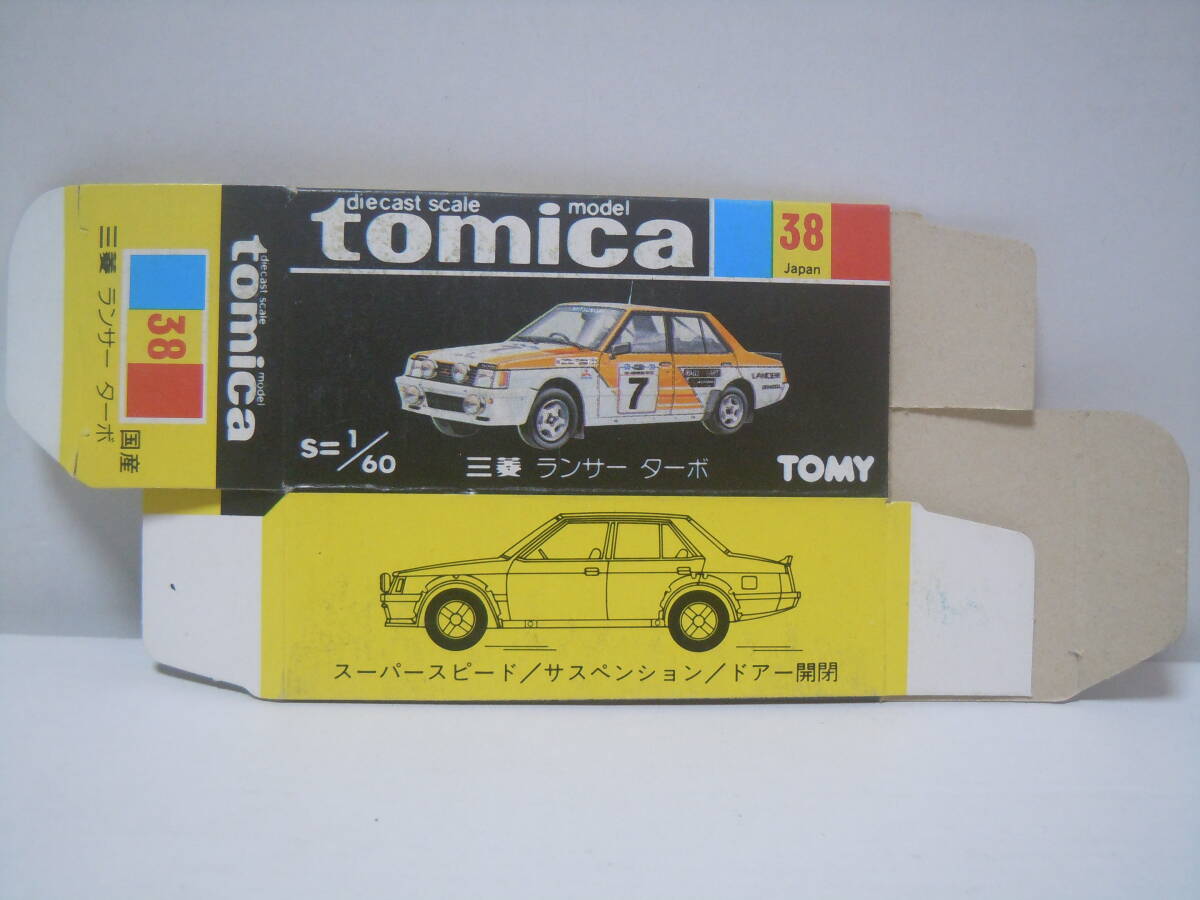 diecast scale model
tomica
38
Japan
7
LANCER
S=1/60
三菱 ランサー ターボ
TOMY
スーパースピード/サスペンション/ドアー開閉
三菱 ランサー ターボ
38
国産
diecast scale model
tomica